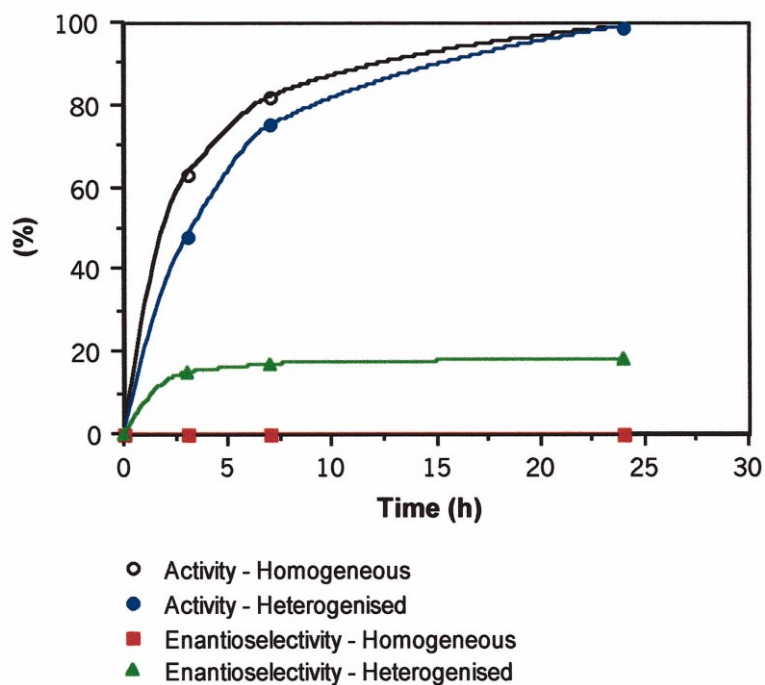 100
80
60
40
20
0
(%)
0 5 10 15 20 25 30
Time (h)
Activity - Homogeneous
Activity - Heterogenised
Enantioselectivity - Homogeneous
Enantioselectivity - Heterogenised